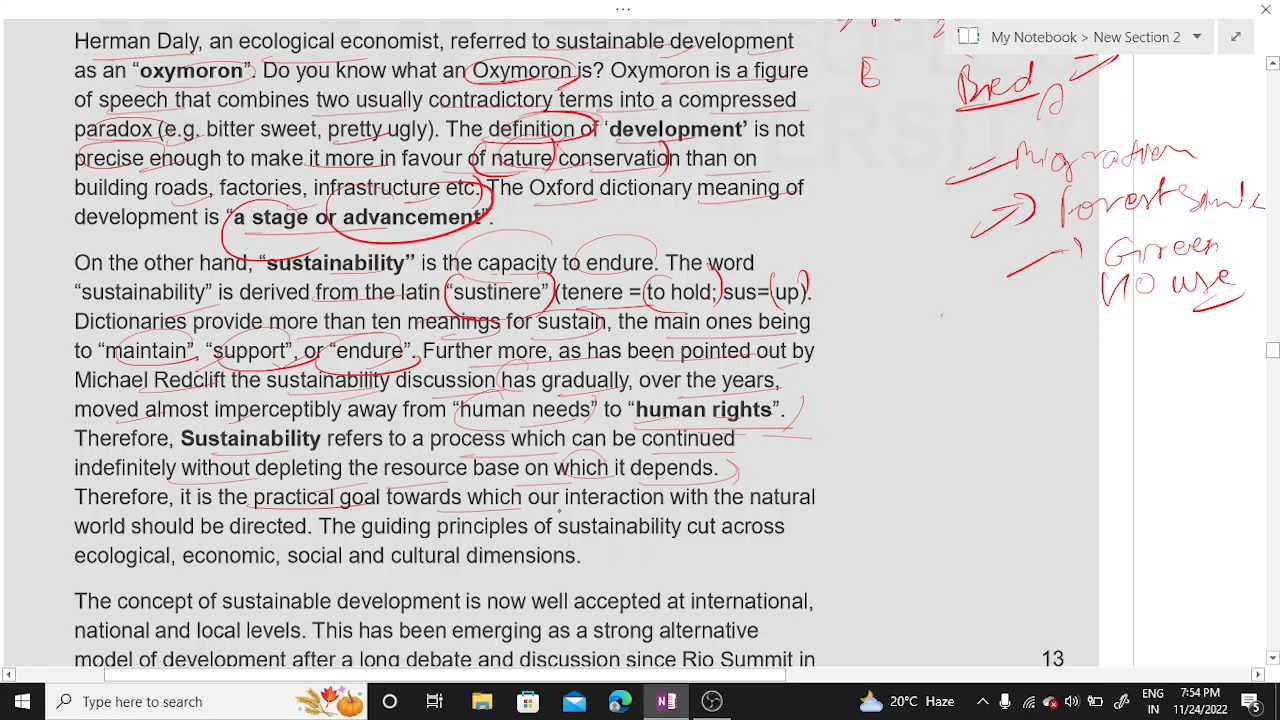 ...
My Notebook > New Section 2
Herman Daly, an ecological economist, referred to sustainable development
as an “oxymoron”. Do you know what an Oxymoron is? Oxymoron is a figure
of speech that combines two usually contradictory terms into a compressed
paradox (e.g. bitter sweet, pretty ugly). The definition of ‘development’ is not
precise enough to make it more in favour of nature conservation than on
building roads, factories, infrastructure etc. The Oxford dictionary meaning of
development is “a stage or advancement”.
On the other hand, “sustainability” is the capacity to endure. The word
“sustainability” is derived from the latin “sustinere” (tenere = to hold; sus= up).
Dictionaries provide more than ten meanings for sustain, the main ones being
to “maintain”, “support”, or “endure”. Further more, as has been pointed out by
Michael Redclift the sustainability discussion has gradually, over the years,
moved almost imperceptibly away from “human needs” to “human rights”.
Therefore, Sustainability refers to a process which can be continued
indefinitely without depleting the resource base on which it depends.
Therefore, it is the practical goal towards which our interaction with the natural
world should be directed. The guiding principles of sustainability cut across
ecological, economic, social and cultural dimensions.
The concept of sustainable development is now well accepted at international,
national and local levels. This has been emerging as a strong alternative
model of development after a long debate and discussion since Rio Summit in
13
B
Migration
Green
House
Type here to search
20°C Haze
ENG
IN
7:54 PM
11/24/2022
5